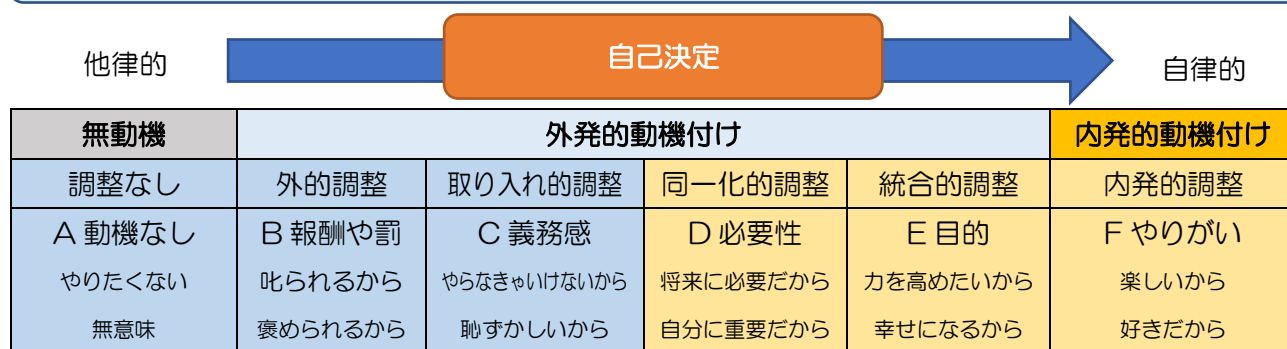 他律的 自己決定 自律的
無動機 外発的動機付け 内発的動機付け
調整なし 外的調整 取り入れ的調整 同一化的調整 統合的調整 内発的調整
A 動機なし B 報酬や罰 C 義務感 D 必要性 E 目的 F やりがい
やりたくない 叱られるから やらなきゃいけないから 将来に必要だから 力を高めたいから 楽しいから
無意味 褒められるから 恥ずかしいから 自分に重要だから 幸せになるから 好きだから